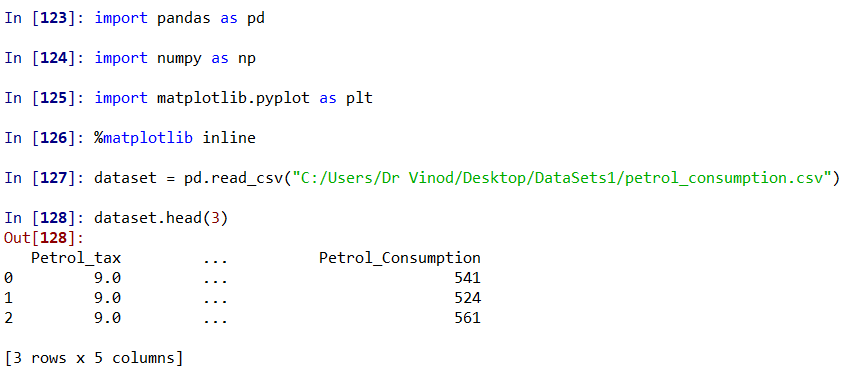 In [123]: import pandas as pd
In [124]: import numpy as np
In [125]: import matplotlib.pyplot as plt
In [126]: %matplotlib inline
In [127]: dataset = pd.read_csv("C:/Users/Dr Vinod/Desktop/DataSets1/petrol_consumption.csv")
In [128]: dataset.head(3)
Out[128]:
   Petrol_tax         ...          Petrol_Consumption
0         9.0         ...                         541
1         9.0         ...                         524
2         9.0         ...                         561
[3 rows x 5 columns]